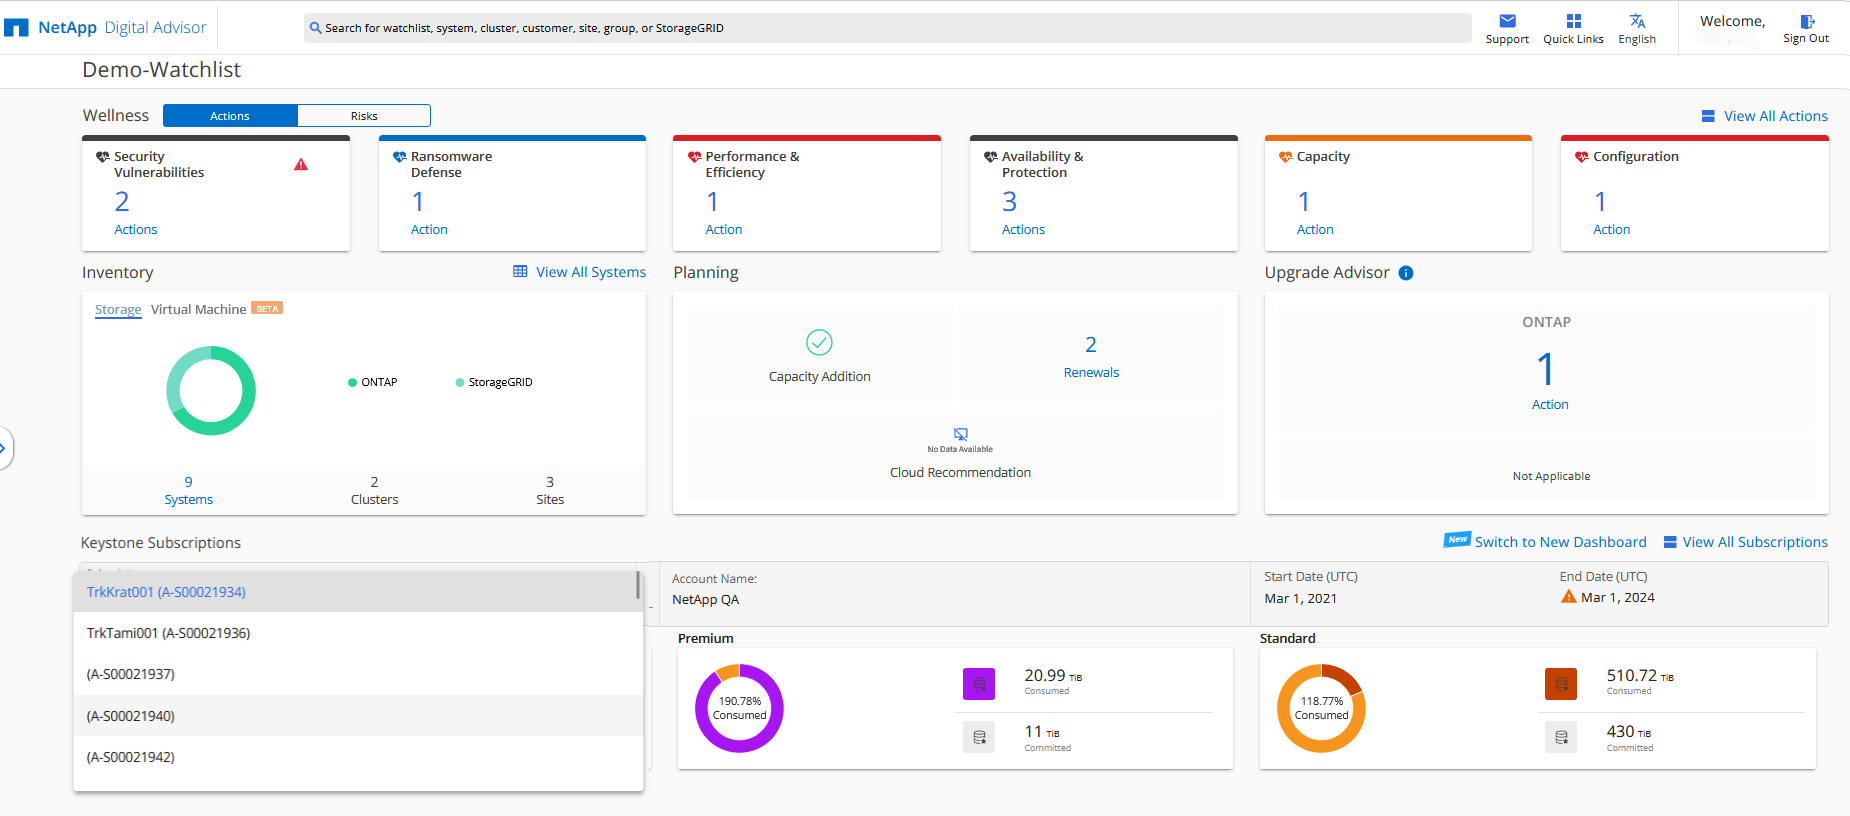 NetApp Digital Advisor
Search for watchlist, system, cluster, customer, site, group, or StorageGRID
Support
Quick Links
English
Welcome,
Sign Out
Demo-Watchlist
Wellness
Actions
Risks
View All Actions
Security
Vulnerabilities
2
Actions
Ransomware
Defense
1
Action
Performance &
Efficiency
1
Action
Availability &
Protection
3
Actions
Capacity
1
Action
Configuration
1
Action
Inventory
View All Systems
Storage
Virtual Machine BETA
ONTAP
StorageGRID
9
Systems
2
Clusters
3
Sites
Planning
Capacity Addition
2
Renewals
No Data Available
Cloud Recommendation
Upgrade Advisor
ONTAP
1
Action
Not Applicable
Keystone Subscriptions
New Switch to New Dashboard
View All Subscriptions
TrkKrat001 (A-S00021934)
TrkTami001 (A-S00021936)
(A-S00021937)
(A-S00021940)
(A-S00021942)
Account Name:
NetApp QA
Start Date (UTC)
Mar 1, 2021
End Date (UTC)
Mar 1, 2024
Premium
190.78%
Consumed
20.99 TiB
Consumed
11 TiB
Committed
Standard
118.77%
Consumed
510.72 TiB
Consumed
430 TiB
Committed